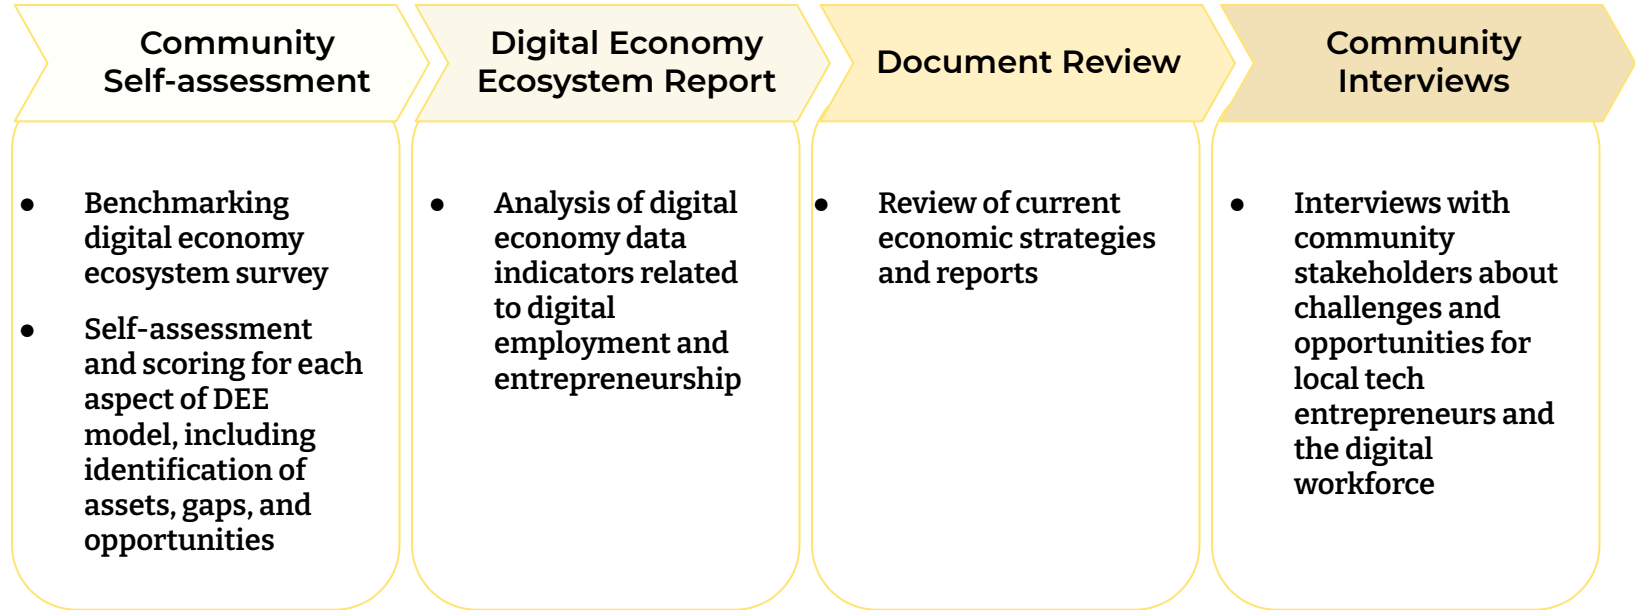 Community
Self-assessment
● Benchmarking
digital economy
ecosystem survey
● Self-assessment
and scoring for each
aspect of DEE
model, including
identification of
assets, gaps, and
opportunities
Digital Economy
Ecosystem Report
● Analysis of digital
economy data
indicators related
to digital
employment and
entrepreneurship
Document Review
● Review of current
economic strategies
and reports
Community
Interviews
● Interviews with
community
stakeholders about
challenges and
opportunities for
local tech
entrepreneurs and
the digital
workforce